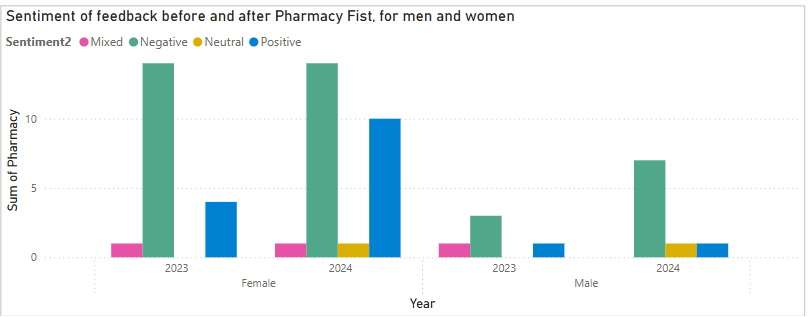 Sentiment of feedback before and after Pharmacy Fist, for men and women
Sentiment2 Mixed Negative Neutral Positive
Sum of Pharmacy
10
5
0
2023 2024 2023 2024
Female Male
Year